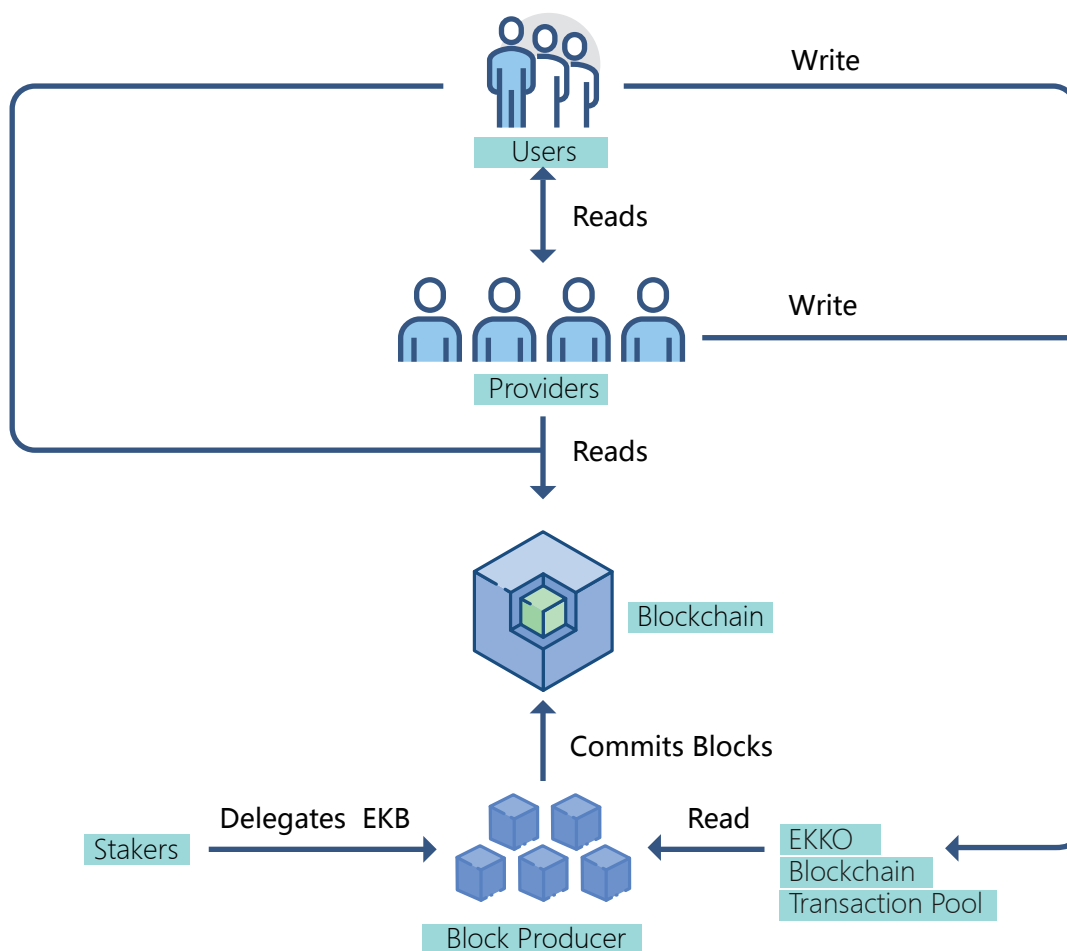 Write
Users
Reads
Write
Providers
Reads
Blockchain
Commits Blocks
Delegates EKB
Read
Stakers
EKKO
Blockchain
Transaction Pool
Block Producer